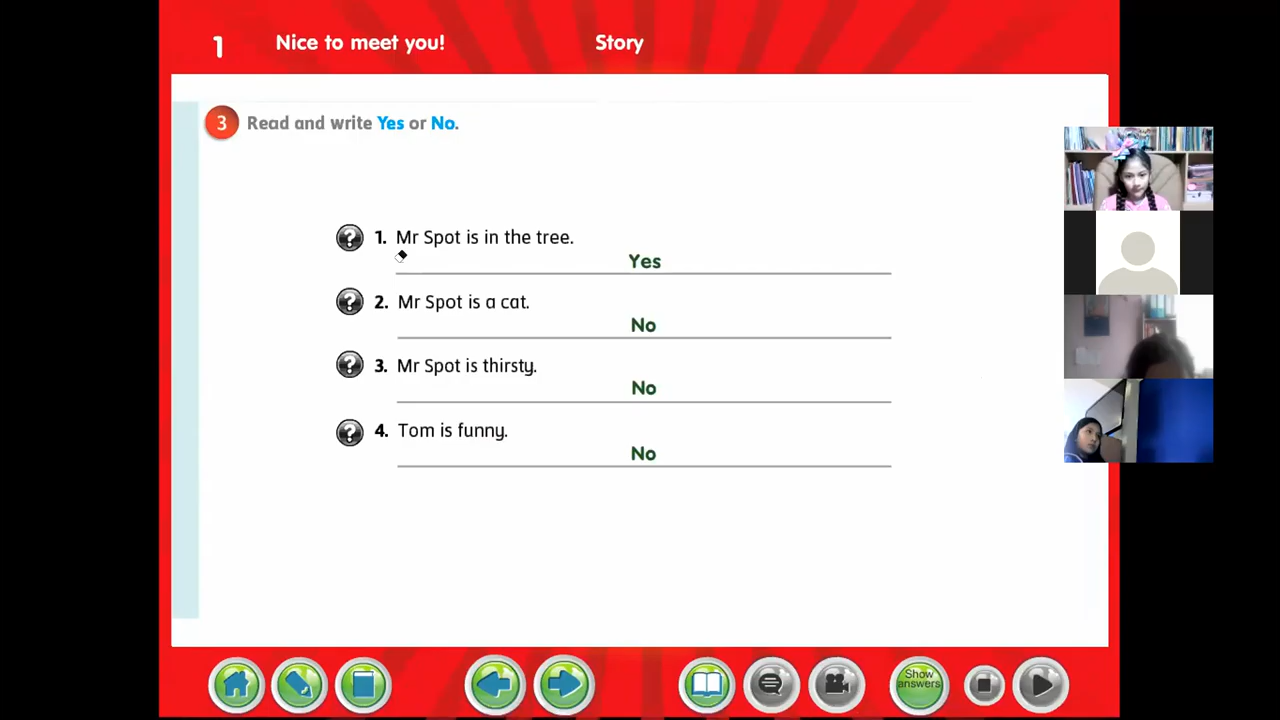 1 Nice to meet you! Story
3 Read and write Yes or No.
1. Mr Spot is in the tree.
Yes
2. Mr Spot is a cat.
No
3. Mr Spot is thirsty.
No
4. Tom is funny.
No
Show
answers